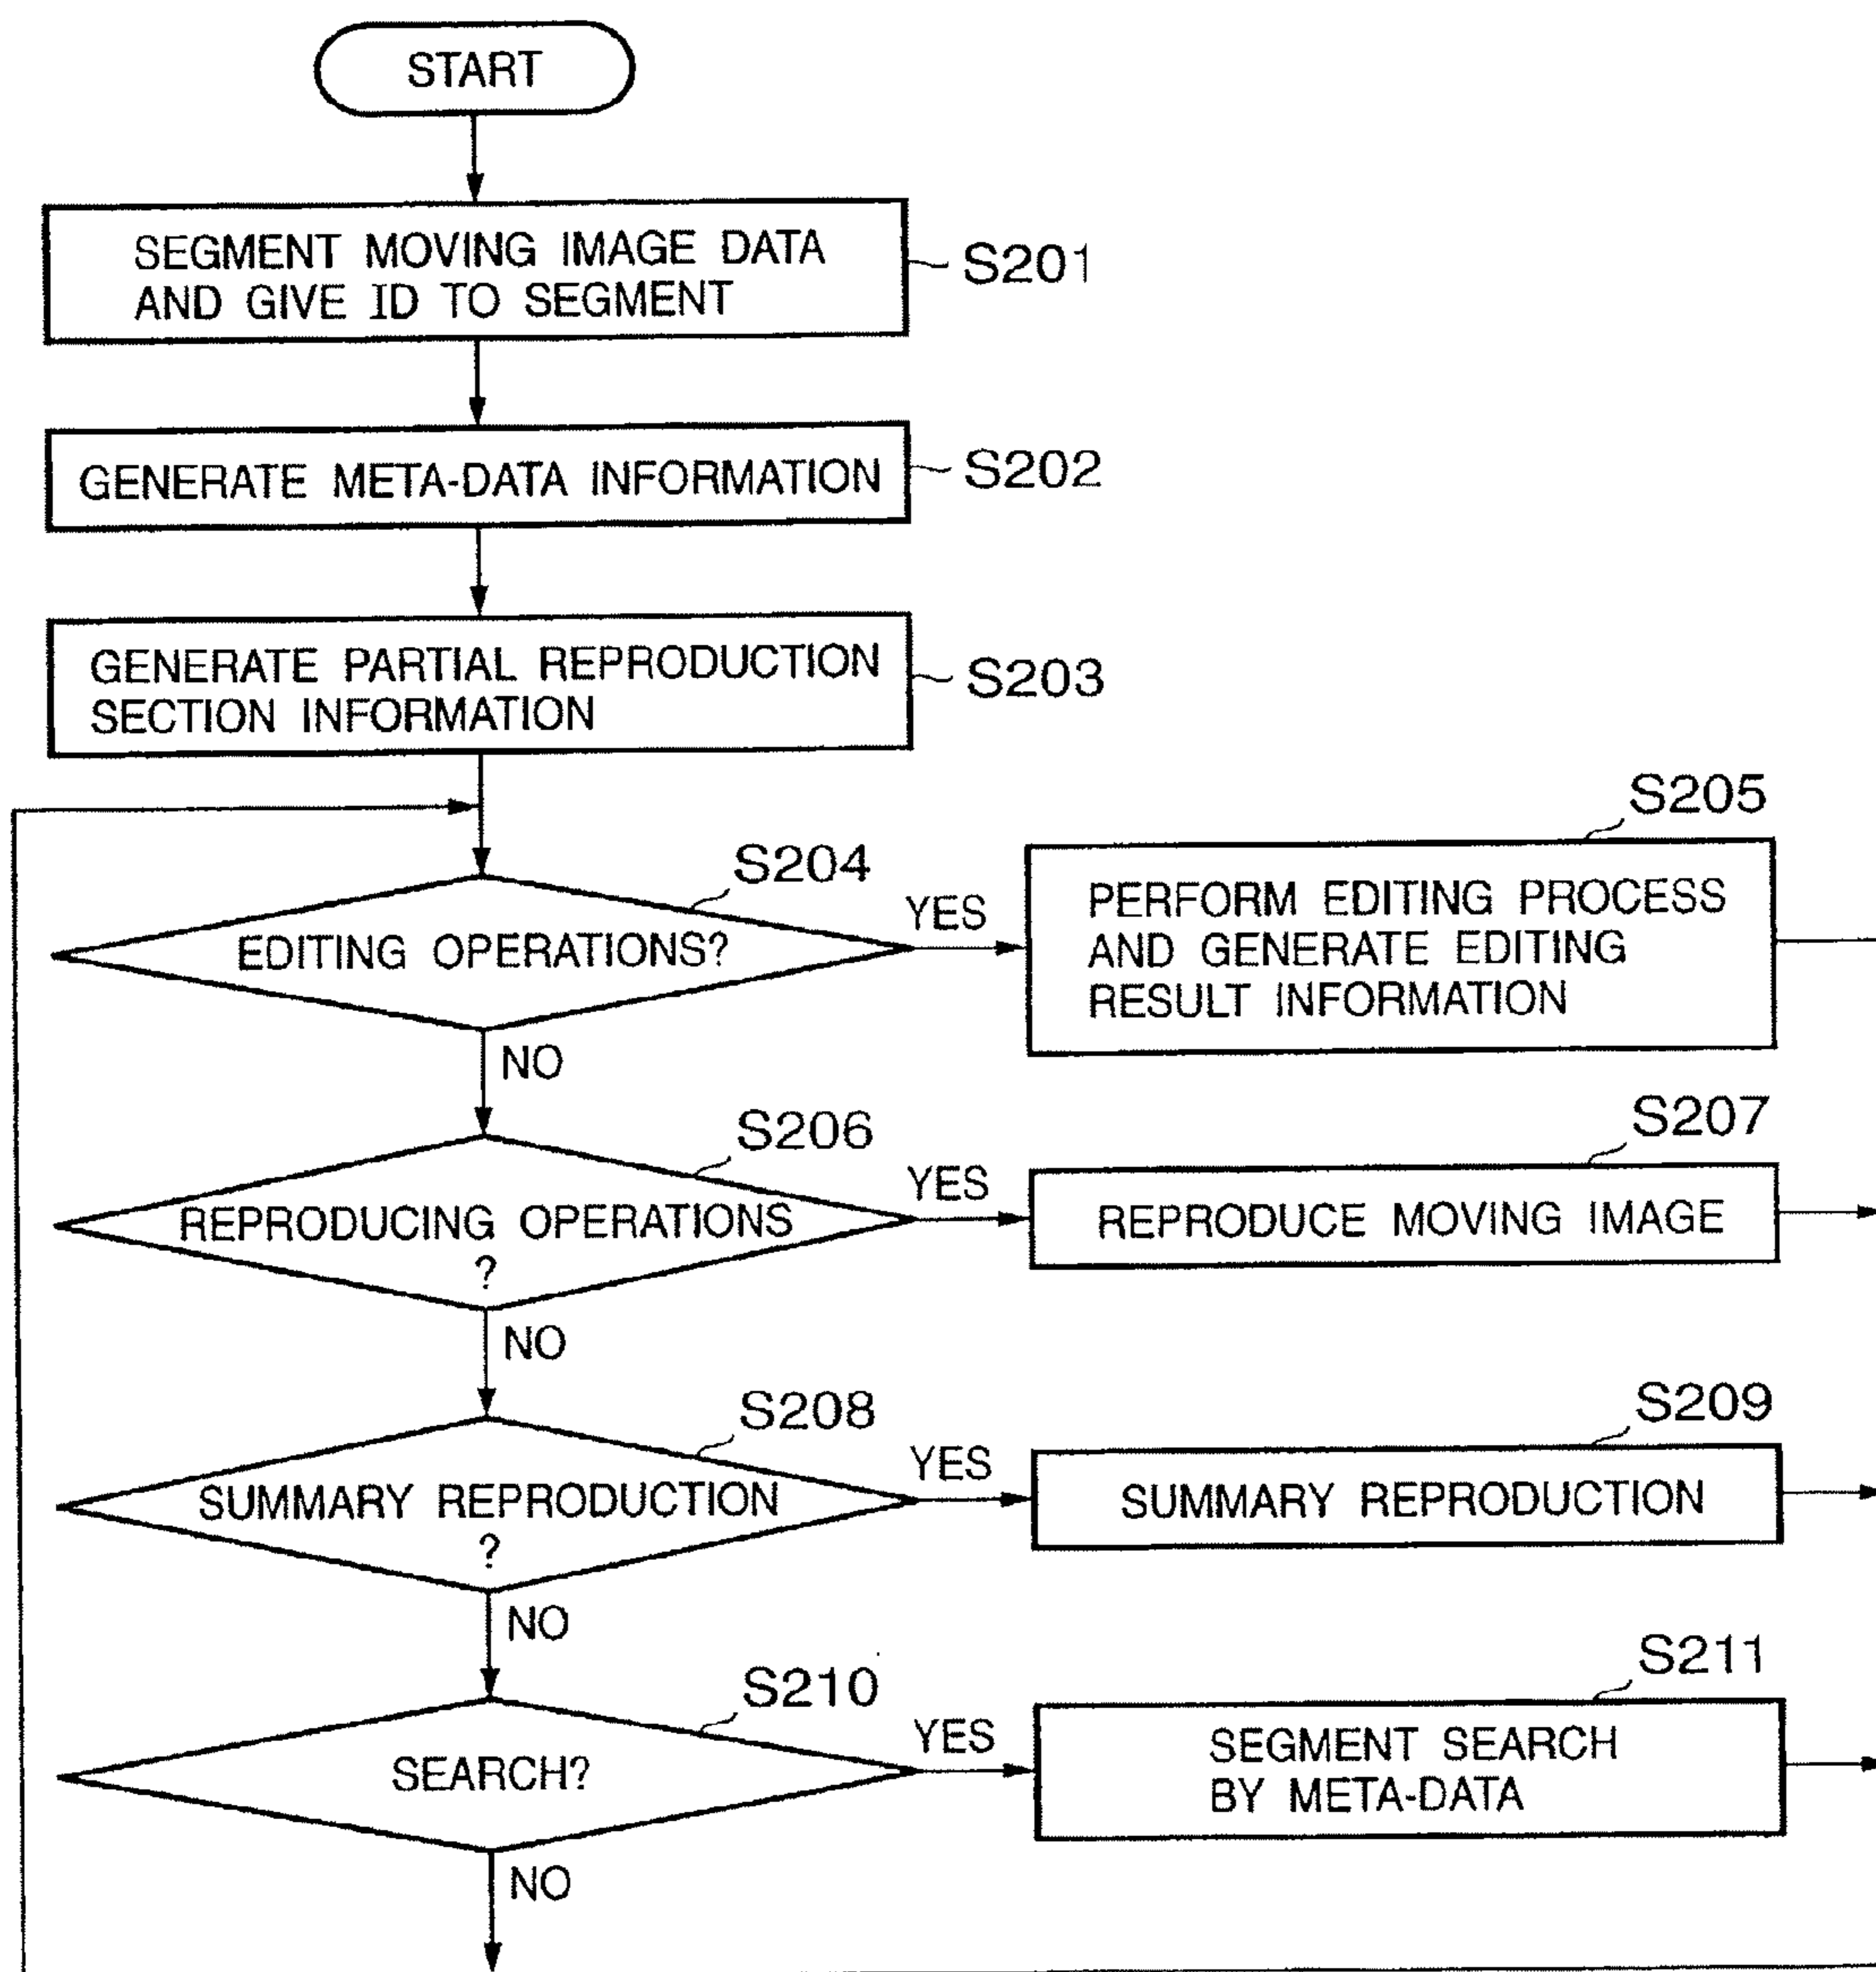 START
SEGMENT MOVING IMAGE DATA
AND GIVE ID TO SEGMENT
S201
GENERATE META-DATA INFORMATION
S202
GENERATE PARTIAL REPRODUCTION
SECTION INFORMATION
S203
S204
EDITING OPERATIONS?
YES
S205
PERFORM EDITING PROCESS
AND GENERATE EDITING
RESULT INFORMATION
NO
S206
REPRODUCING OPERATIONS
?
YES
S207
REPRODUCE MOVING IMAGE
NO
S208
SUMMARY REPRODUCTION
?
YES
S209
SUMMARY REPRODUCTION
NO
S210
SEARCH?
YES
S211
SEGMENT SEARCH
BY META-DATA
NO